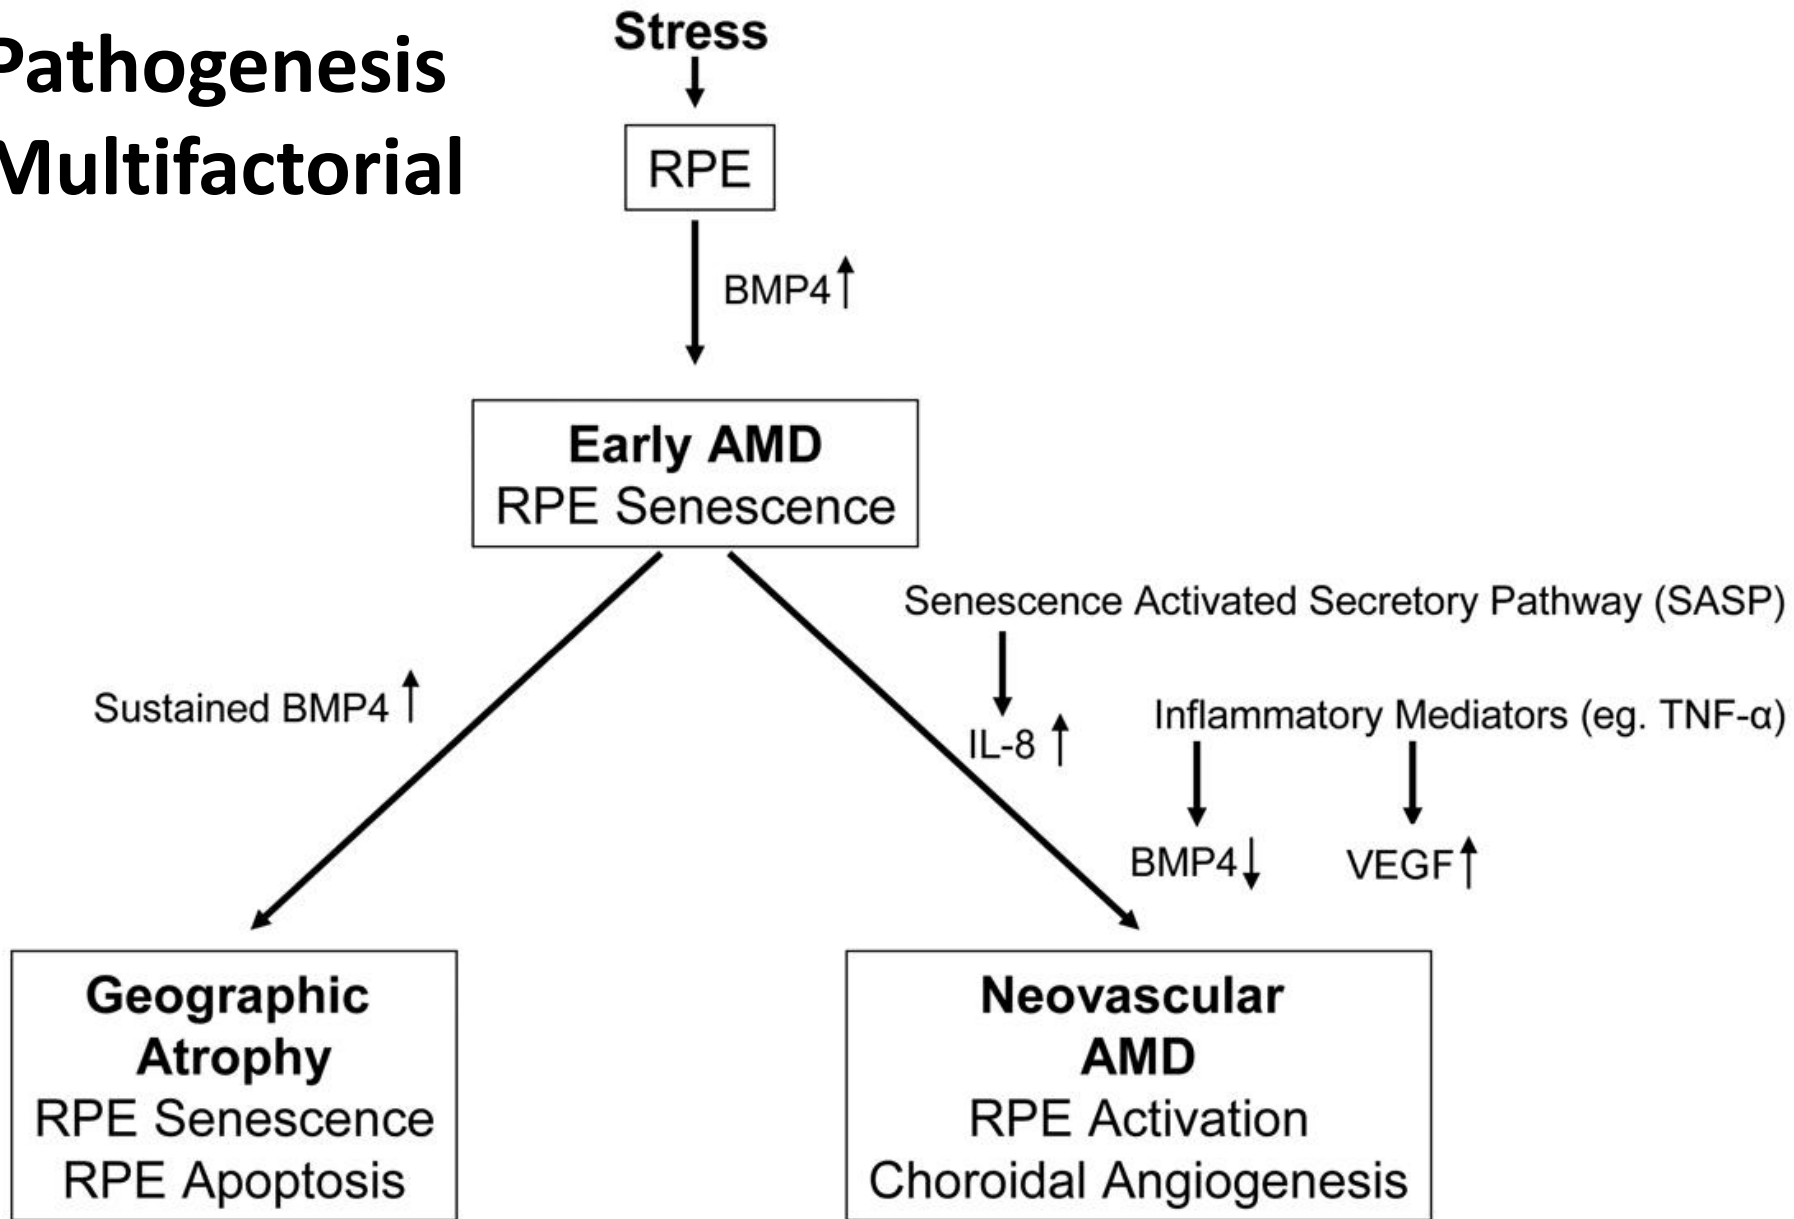 Pathogenesis
Multifactorial
Stress
RPE
BMP4
Early AMD
RPE Senescence
Senescence Activated Secretory Pathway (SASP)
Sustained BMP4
IL-8
Inflammatory Mediators (eg. TNF-α)
BMP4
VEGF
Geographic
Atrophy
RPE Senescence
RPE Apoptosis
Neovascular
AMD
RPE Activation
Choroidal Angiogenesis